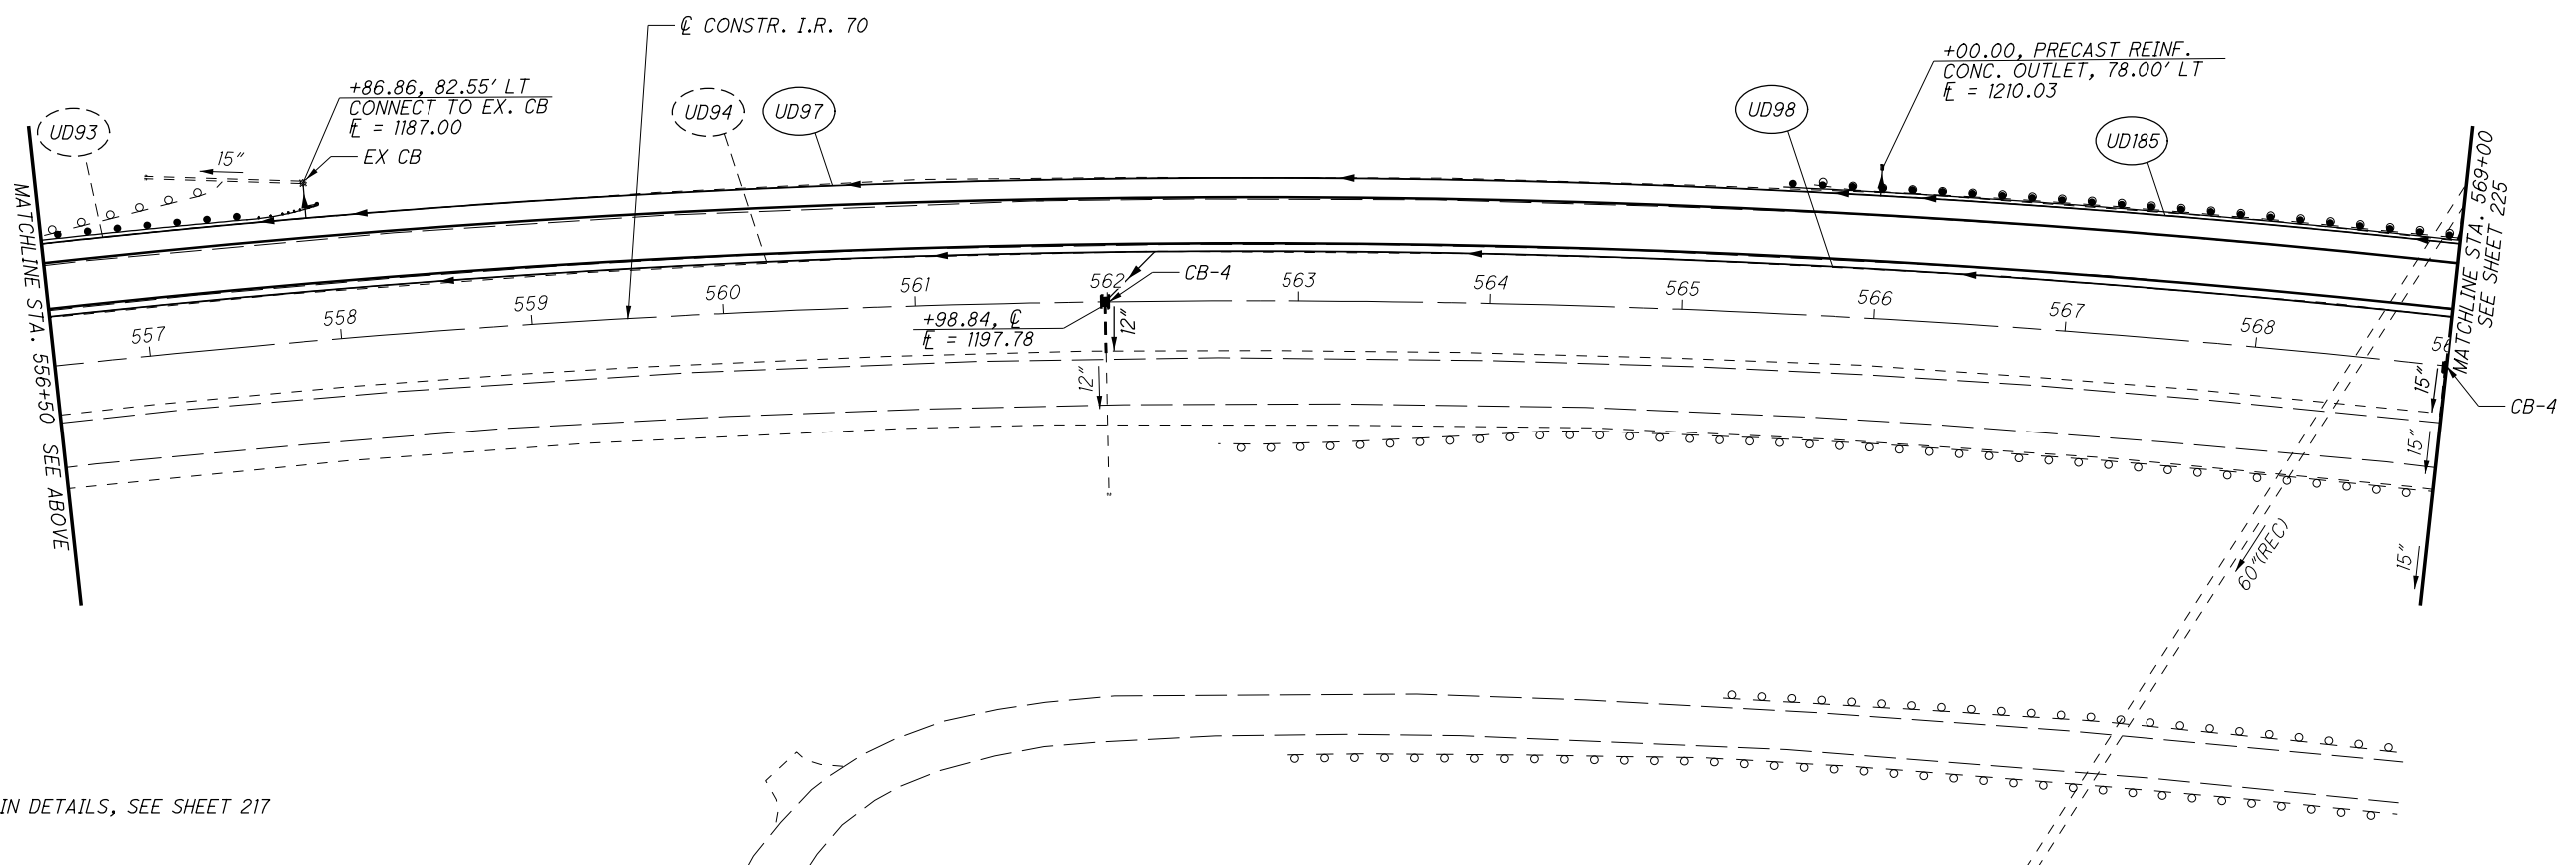 ℄ CONSTR. I.R. 70
+86.86, 82.55' LT
CONNECT TO EX. CB
℄ = 1187.00
EX CB
15"
UD93
UD94
UD97
UD98
UD185
+00.00, PRECAST REINF.
CONC. OUTLET, 78.00' LT
℄ = 1210.03
MATCHLINE STA. 556+50 SEE ABOVE
MATCHLINE STA. 569+00
SEE SHEET 225
557
558
559
560
561
562
563
564
565
566
567
568
56
CB-4
+98.84, ℄
℄ = 1197.78
12"
12"
15"
15"
15"
CB-4
60"(REC)
IN DETAILS, SEE SHEET 217